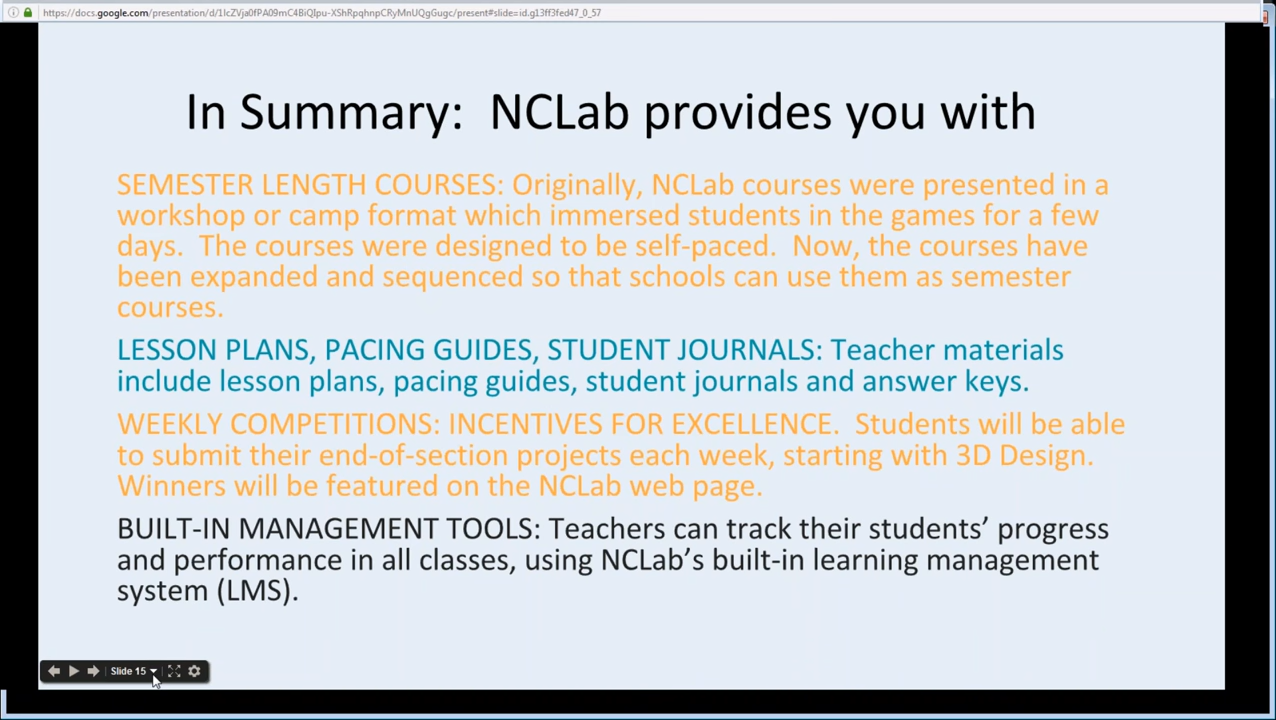 https://docs.google.com/presentation/d/1IcZVja0fPA09mC4BiQIpu-XShRpqhnpCRyMnUQgGugc/present#slide=id.g13ff3fed47_0_57
In Summary:  NCLab provides you with
SEMESTER LENGTH COURSES: Originally, NCLab courses were presented in a
workshop or camp format which immersed students in the games for a few
days.  The courses were designed to be self-paced.  Now, the courses have
been expanded and sequenced so that schools can use them as semester
courses.
LESSON PLANS, PACING GUIDES, STUDENT JOURNALS: Teacher materials
include lesson plans, pacing guides, student journals and answer keys.
WEEKLY COMPETITIONS: INCENTIVES FOR EXCELLENCE.  Students will be able
to submit their end-of-section projects each week, starting with 3D Design.
Winners will be featured on the NCLab web page.
BUILT-IN MANAGEMENT TOOLS: Teachers can track their students’ progress
and performance in all classes, using NCLab’s built-in learning management
system (LMS).
Slide 15